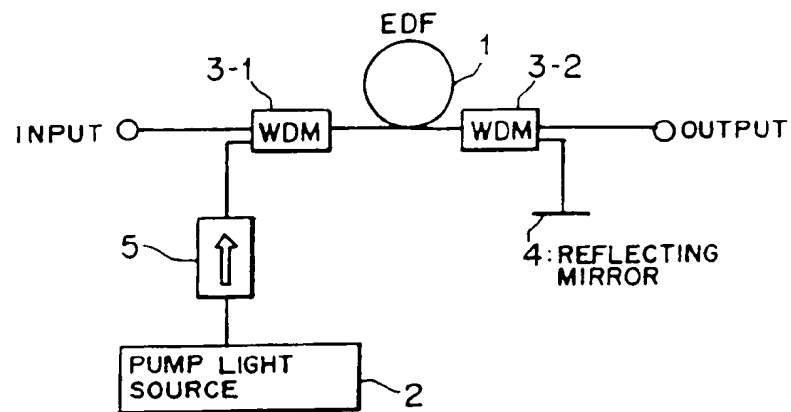 EDF
1
3-1
3-2
INPUT
WDM
WDM
OUTPUT
5
4:REFLECTING
MIRROR
PUMP LIGHT
SOURCE
2